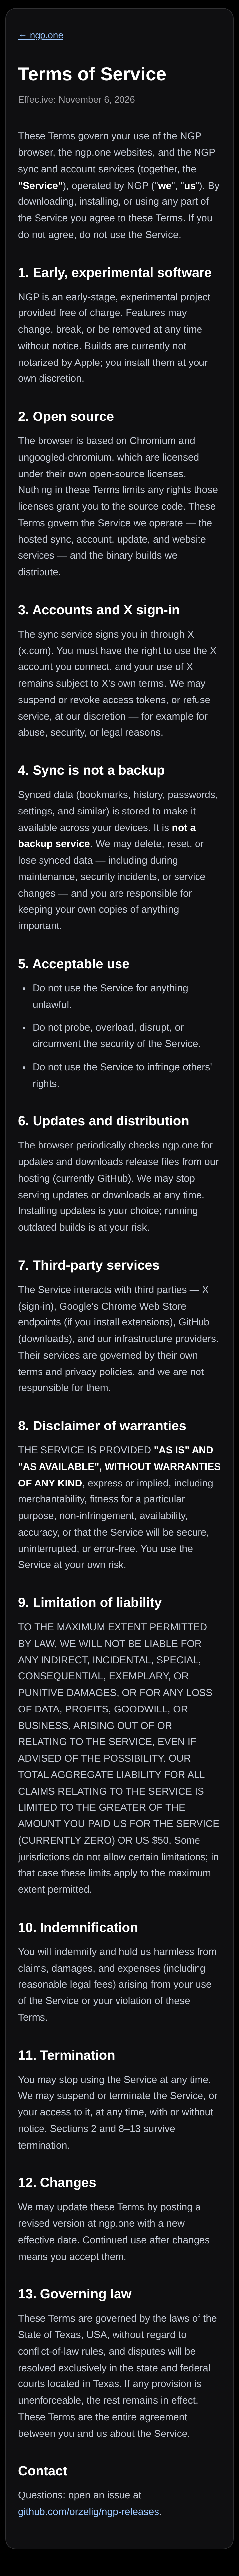 ← ngp.one
Terms of Service
Effective: November 6, 2026
These Terms govern your use of the NGP
browser, the ngp.one websites, and the NGP
sync and account services (together, the
"Service"), operated by NGP ("we", "us"). By
downloading, installing, or using any part of
the Service you agree to these Terms. If you
do not agree, do not use the Service.
1. Early, experimental software
NGP is an early-stage, experimental project
provided free of charge. Features may
change, break, or be removed at any time
without notice. Builds are currently not
notarized by Apple; you install them at your
own discretion.
2. Open source
The browser is based on Chromium and
ungoogled-chromium, which are licensed
under their own open-source licenses.
Nothing in these Terms limits any rights those
licenses grant you to the source code. These
Terms govern the Service we operate — the
hosted sync, account, update, and website
services — and the binary builds we
distribute.
3. Accounts and X sign-in
The sync service signs you in through X
(x.com). You must have the right to use the X
account you connect, and your use of X
remains subject to X's own terms. We may
suspend or revoke access tokens, or refuse
service, at our discretion — for example for
abuse, security, or legal reasons.
4. Sync is not a backup
Synced data (bookmarks, history, passwords,
settings, and similar) is stored to make it
available across your devices. It is not a
backup service. We may delete, reset, or
lose synced data — including during
maintenance, security incidents, or service
changes — and you are responsible for
keeping your own copies of anything
important.
5. Acceptable use
• Do not use the Service for anything
unlawful.
• Do not probe, overload, disrupt, or
circumvent the security of the Service.
• Do not use the Service to infringe others'
rights.
6. Updates and distribution
The browser periodically checks ngp.one for
updates and downloads release files from our
hosting (currently GitHub). We may stop
serving updates or downloads at any time.
Installing updates is your choice; running
outdated builds is at your risk.
7. Third-party services
The Service interacts with third parties — X
(sign-in), Google's Chrome Web Store
endpoints (if you install extensions), GitHub
(downloads), and our infrastructure providers.
Their services are governed by their own
terms and privacy policies, and we are not
responsible for them.
8. Disclaimer of warranties
THE SERVICE IS PROVIDED "AS IS" AND
"AS AVAILABLE", WITHOUT WARRANTIES
OF ANY KIND, express or implied, including
merchantability, fitness for a particular
purpose, non-infringement, availability,
accuracy, or that the Service will be secure,
uninterrupted, or error-free. You use the
Service at your own risk.
9. Limitation of liability
TO THE MAXIMUM EXTENT PERMITTED
BY LAW, WE WILL NOT BE LIABLE FOR
ANY INDIRECT, INCIDENTAL, SPECIAL,
CONSEQUENTIAL, EXEMPLARY, OR
PUNITIVE DAMAGES, OR FOR ANY LOSS
OF DATA, PROFITS, GOODWILL, OR
BUSINESS, ARISING OUT OF OR
RELATING TO THE SERVICE, EVEN IF
ADVISED OF THE POSSIBILITY. OUR
TOTAL AGGREGATE LIABILITY FOR ALL
CLAIMS RELATING TO THE SERVICE IS
LIMITED TO THE GREATER OF THE
AMOUNT YOU PAID US FOR THE SERVICE
(CURRENTLY ZERO) OR US $50. Some
jurisdictions do not allow certain limitations; in
that case these limits apply to the maximum
extent permitted.
10. Indemnification
You will indemnify and hold us harmless from
claims, damages, and expenses (including
reasonable legal fees) arising from your use
of the Service or your violation of these
Terms.
11. Termination
You may stop using the Service at any time.
We may suspend or terminate the Service, or
your access to it, at any time, with or without
notice. Sections 2 and 8–13 survive
termination.
12. Changes
We may update these Terms by posting a
revised version at ngp.one with a new
effective date. Continued use after changes
means you accept them.
13. Governing law
These Terms are governed by the laws of the
State of Texas, USA, without regard to
conflict-of-law rules, and disputes will be
resolved exclusively in the state and federal
courts located in Texas. If any provision is
unenforceable, the rest remains in effect.
These Terms are the entire agreement
between you and us about the Service.
Contact
Questions: open an issue at
github.com/orzelig/ngp-releases.